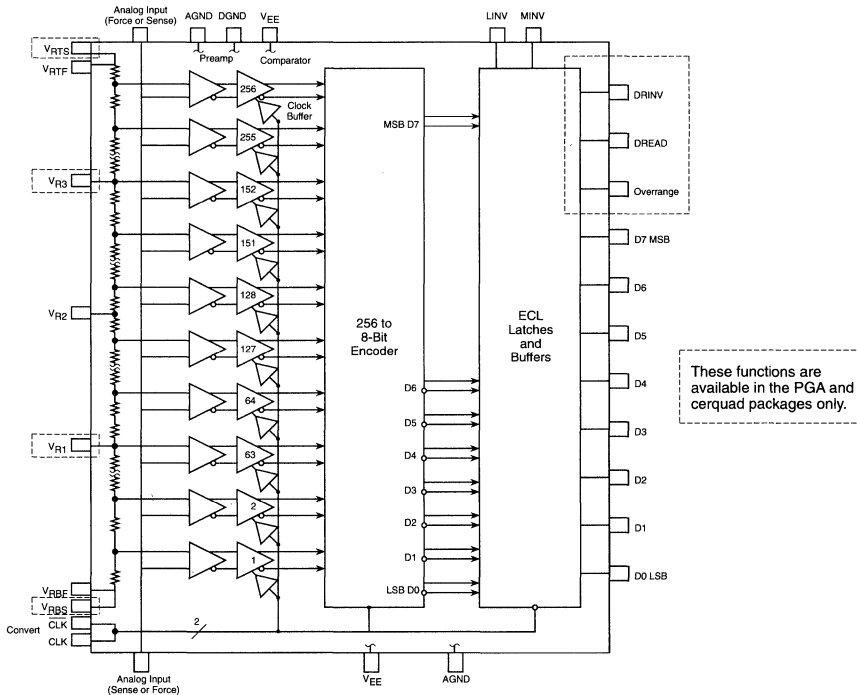 Analog Input
(Force or Sense)
AGND
DGND
VEE
LINV
MINV
VRTS
VRTF
Preamp
Comparator
256
Clock
Buffer
255
VR3
152
151
VR2
128
127
64
VR1
63
2
1
VRBF
VRBS
Convert
CLK
CLK
2
256 to
8-Bit
Encoder
MSB D7
D6
D5
D4
D3
D2
D1
LSB D0
ECL
Latches
and
Buffers
DRINV
DREAD
Overrange
D7 MSB
D6
D5
D4
D3
D2
D1
D0 LSB
These functions are
available in the PGA and
cerquad packages only.
Analog Input
(Sense or Force)
VEE
AGND